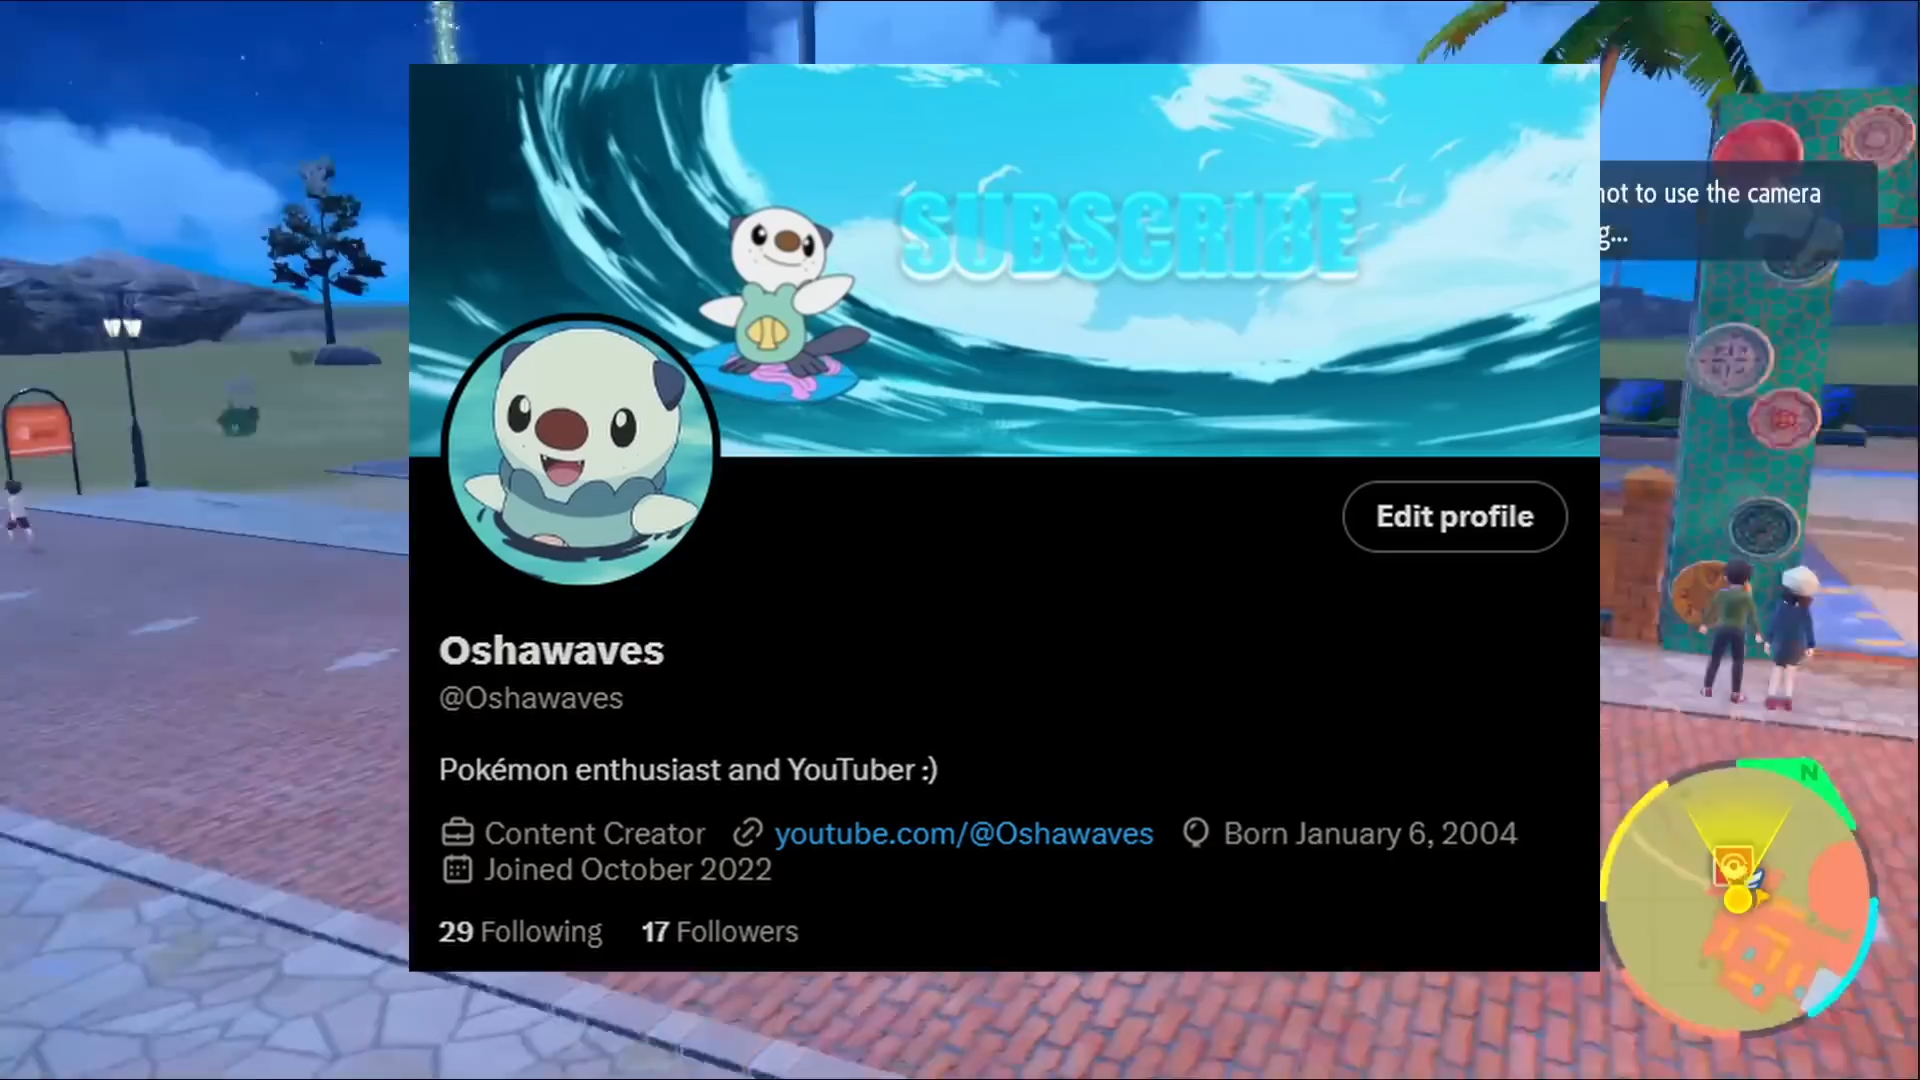 SUBSCRIBE
not to use the camera
g...
Edit profile
Oshawaves
@Oshawaves
Pokémon enthusiast and YouTuber :)
Content Creator youtube.com/@Oshawaves Born January 6, 2004
Joined October 2022
29 Following 17 Followers
N